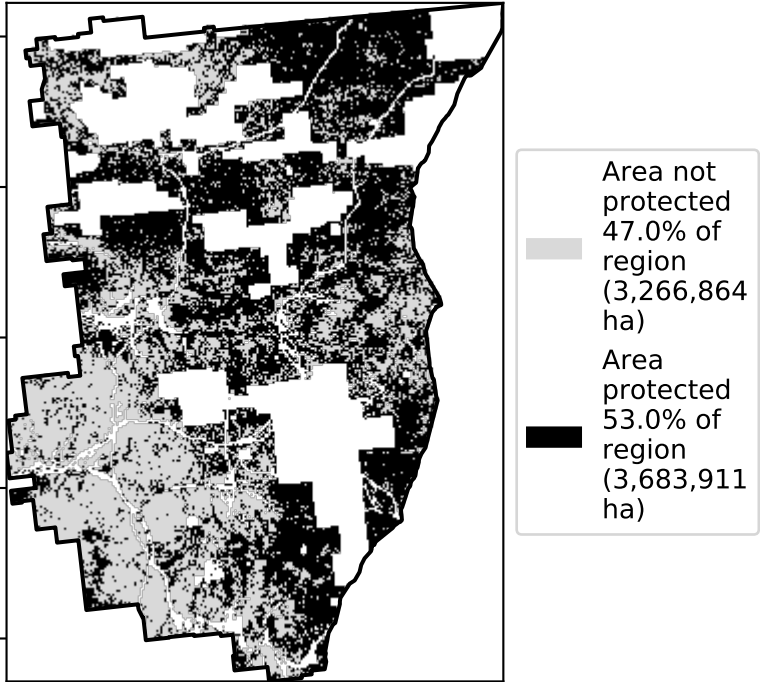 Area not
protected
47.0% of
region
(3,266,864
ha)
Area
protected
53.0% of
region
(3,683,911
ha)